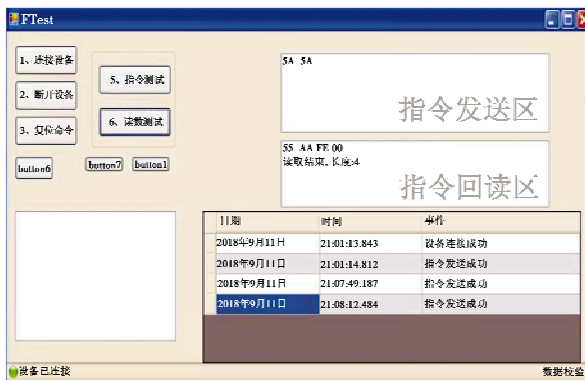 FTest
1、连接设备
2、断开设备
3、复位命令
5、指令测试
6、读数测试
button6
button7
button1
5A 5A
指令发送区
55 AA FE 00
读取结束,长度:4
指令回读区
日期 时间 事件
2018年9月11日 21:01:13.843 设备连接成功
2018年9月11日 21:01:14.812 指令发送成功
2018年9月11日 21:07:49.187 指令发送成功
2018年9月11日 21:08:12.484 指令发送成功
设备已连接
数据校验